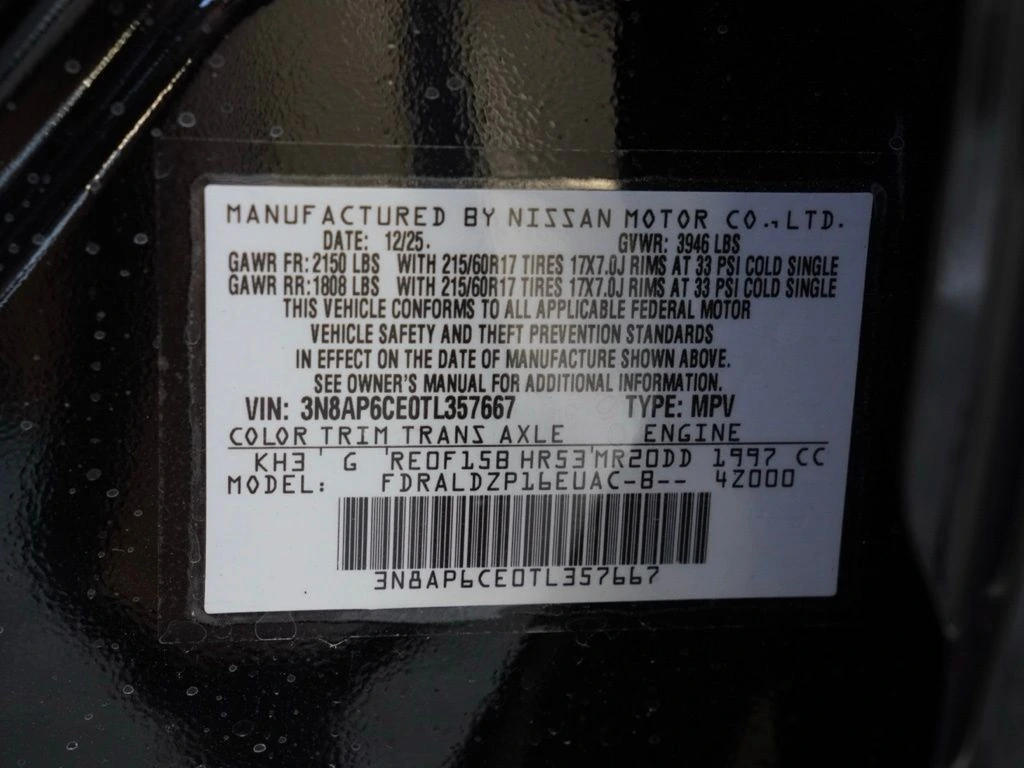 MANUFACTURED BY NISSAN MOTOR CO.,LTD.
DATE: 12/25. GVWR: 3946 LBS
GAWR FR: 2150 LBS WITH 215/60R17 TIRES 17X7.0J RIMS AT 33 PSI COLD SINGLE
GAWR RR: 1808 LBS WITH 215/60R17 TIRES 17X7.0J RIMS AT 33 PSI COLD SINGLE
THIS VEHICLE CONFORMS TO ALL APPLICABLE FEDERAL MOTOR
VEHICLE SAFETY AND THEFT PREVENTION STANDARDS
IN EFFECT ON THE DATE OF MANUFACTURE SHOWN ABOVE.
SEE OWNER'S MANUAL FOR ADDITIONAL INFORMATION.
VIN: 3N8AP6CE0TL357667 TYPE: MPV
COLOR TRIM TRANS AXLE ENGINE
KH3 G RE0F15B HR53 MR20DD 1997 CC
MODEL: FDRALDZP16EUAC-B-- 4Z000
3N8AP6CE0TL357667